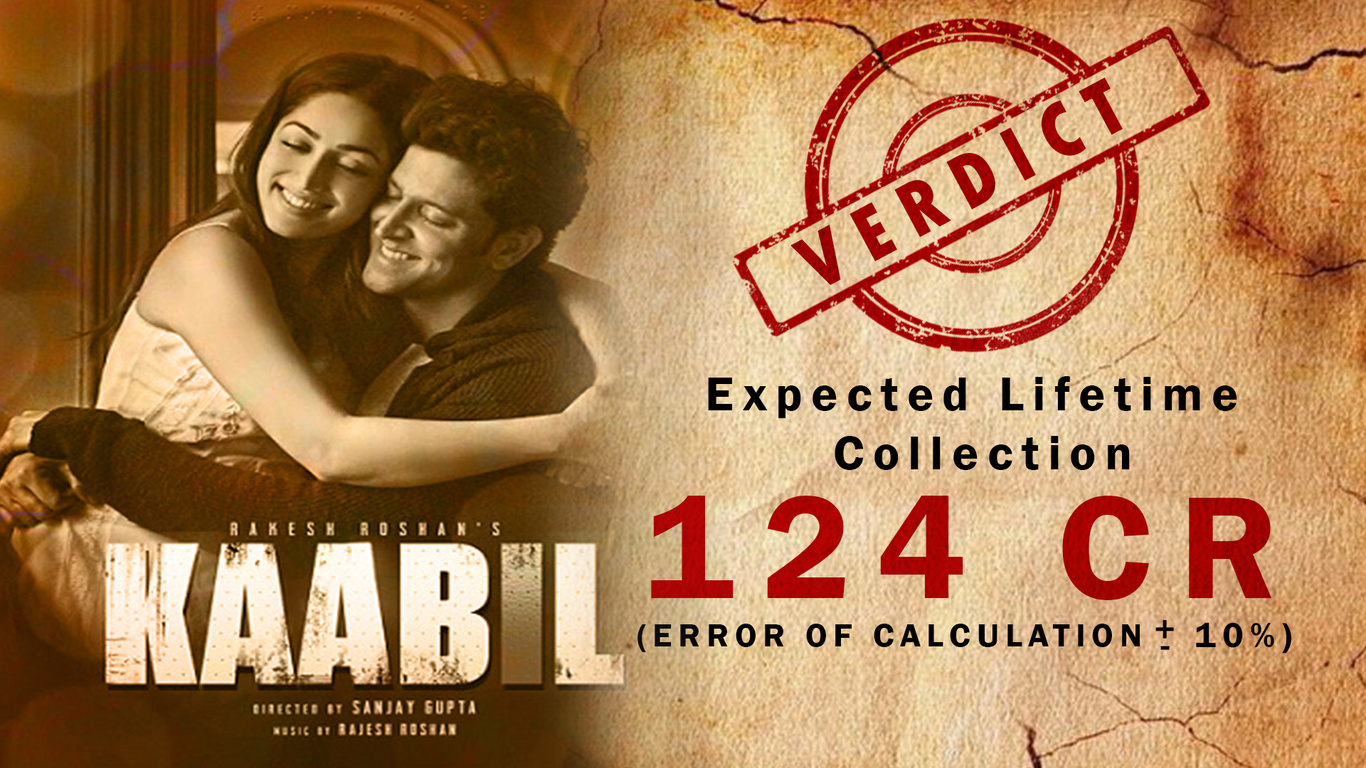 VERDICT
Expected Lifetime
Collection
124 CR
(ERROR OF CALCULATION ± 10%)
RAKESH ROSHAN'S
KAABIL
DIRECTED BY SANJAY GUPTA
MUSIC BY RAJESH ROSHAN